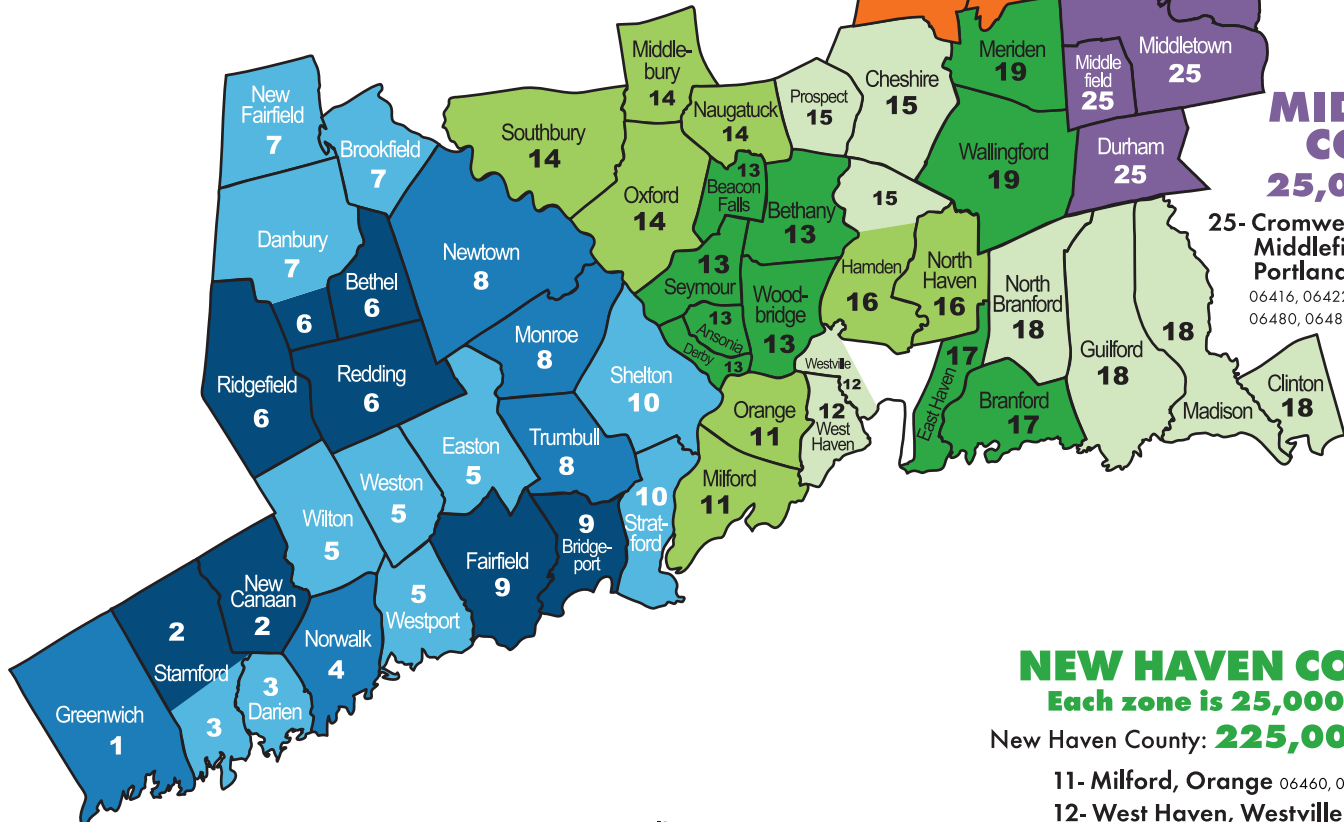 Middle-
bury
14
Meriden
19
Middletown
25
Middle
field
25
Cheshire
15
Prospect
15
Naugatuck
14
New
Fairfield
7
Brookfield
7
Southbury
14
Wallingford
19
Durham
25
MID
CO
25,0
25- Cromwe
Middlefi
Portland
06416, 0642
06480, 0648
13
Beacon
Falls
Oxford
14
Bethany
13
15
Danbury
7
Newtown
8
Bethel
6
6
13
Seymour
Wood-
bridge
13
Hamden
16
North
Haven
16
North
Branford
18
18
Madison
Guilford
18
Clinton
18
13
Ansonia
Derby
13
Monroe
8
Shelton
10
Westville
12
12
West
Haven
17
East Haven
Branford
17
Ridgefield
6
Redding
6
Orange
11
Milford
11
Easton
5
Trumbull
8
Weston
5
Wilton
5
10
Strat-
ford
9
Bridge-
port
Fairfield
9
New
Canaan
2
2
Stamford
3
5
Westport
Norwalk
4
3
Darien
Greenwich
1
NEW HAVEN CO
Each zone is 25,000
New Haven County: 225,00
11- Milford, Orange 06460, 0
12- West Haven, Westville